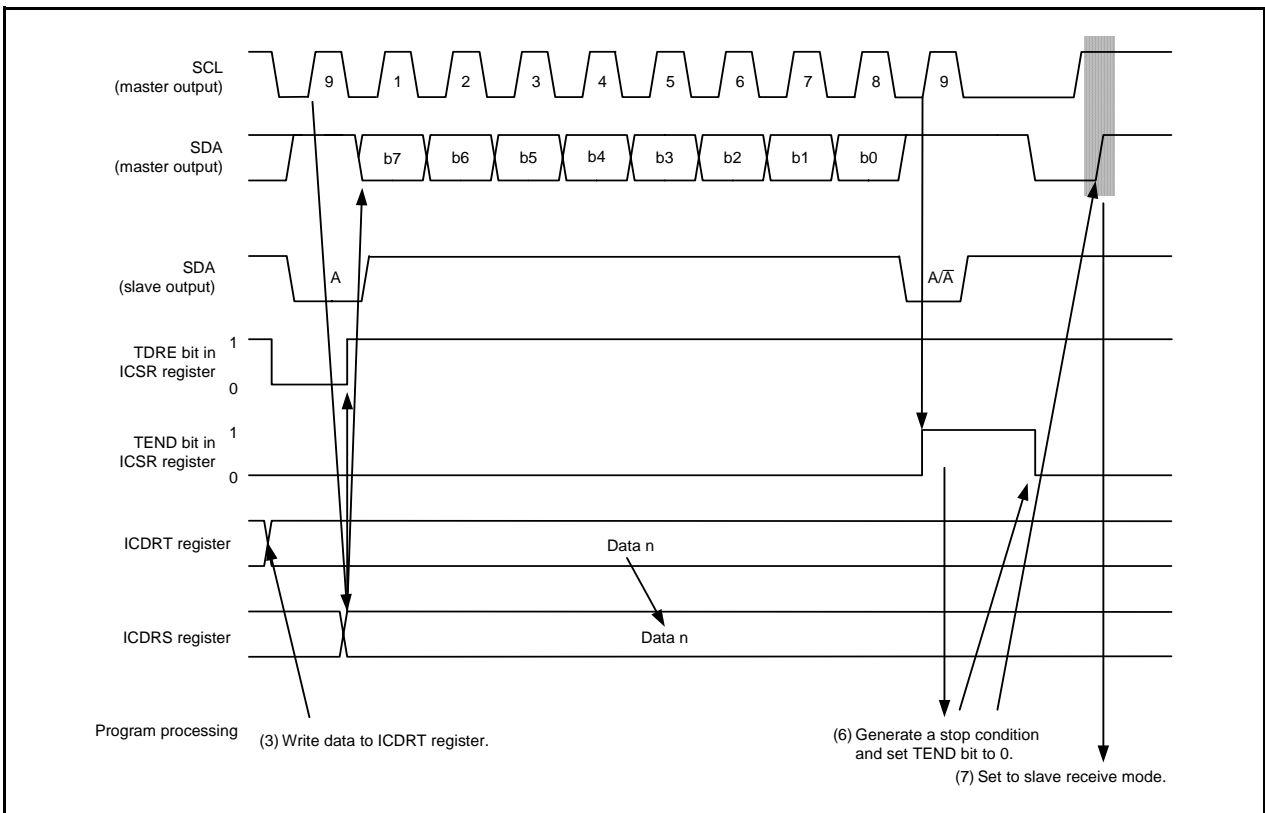 SCL
(master output)
9 1 2 3 4 5 6 7 8 9
SDA
(master output)
b7 b6 b5 b4 b3 b2 b1 b0
SDA
(slave output)
A A/A̅
TDRE bit in
ICSR register
1
0
TEND bit in
ICSR register
1
0
ICDRT register
Data n
ICDRS register
Data n
Program processing
(3) Write data to ICDRT register.
(6) Generate a stop condition
and set TEND bit to 0.
(7) Set to slave receive mode.